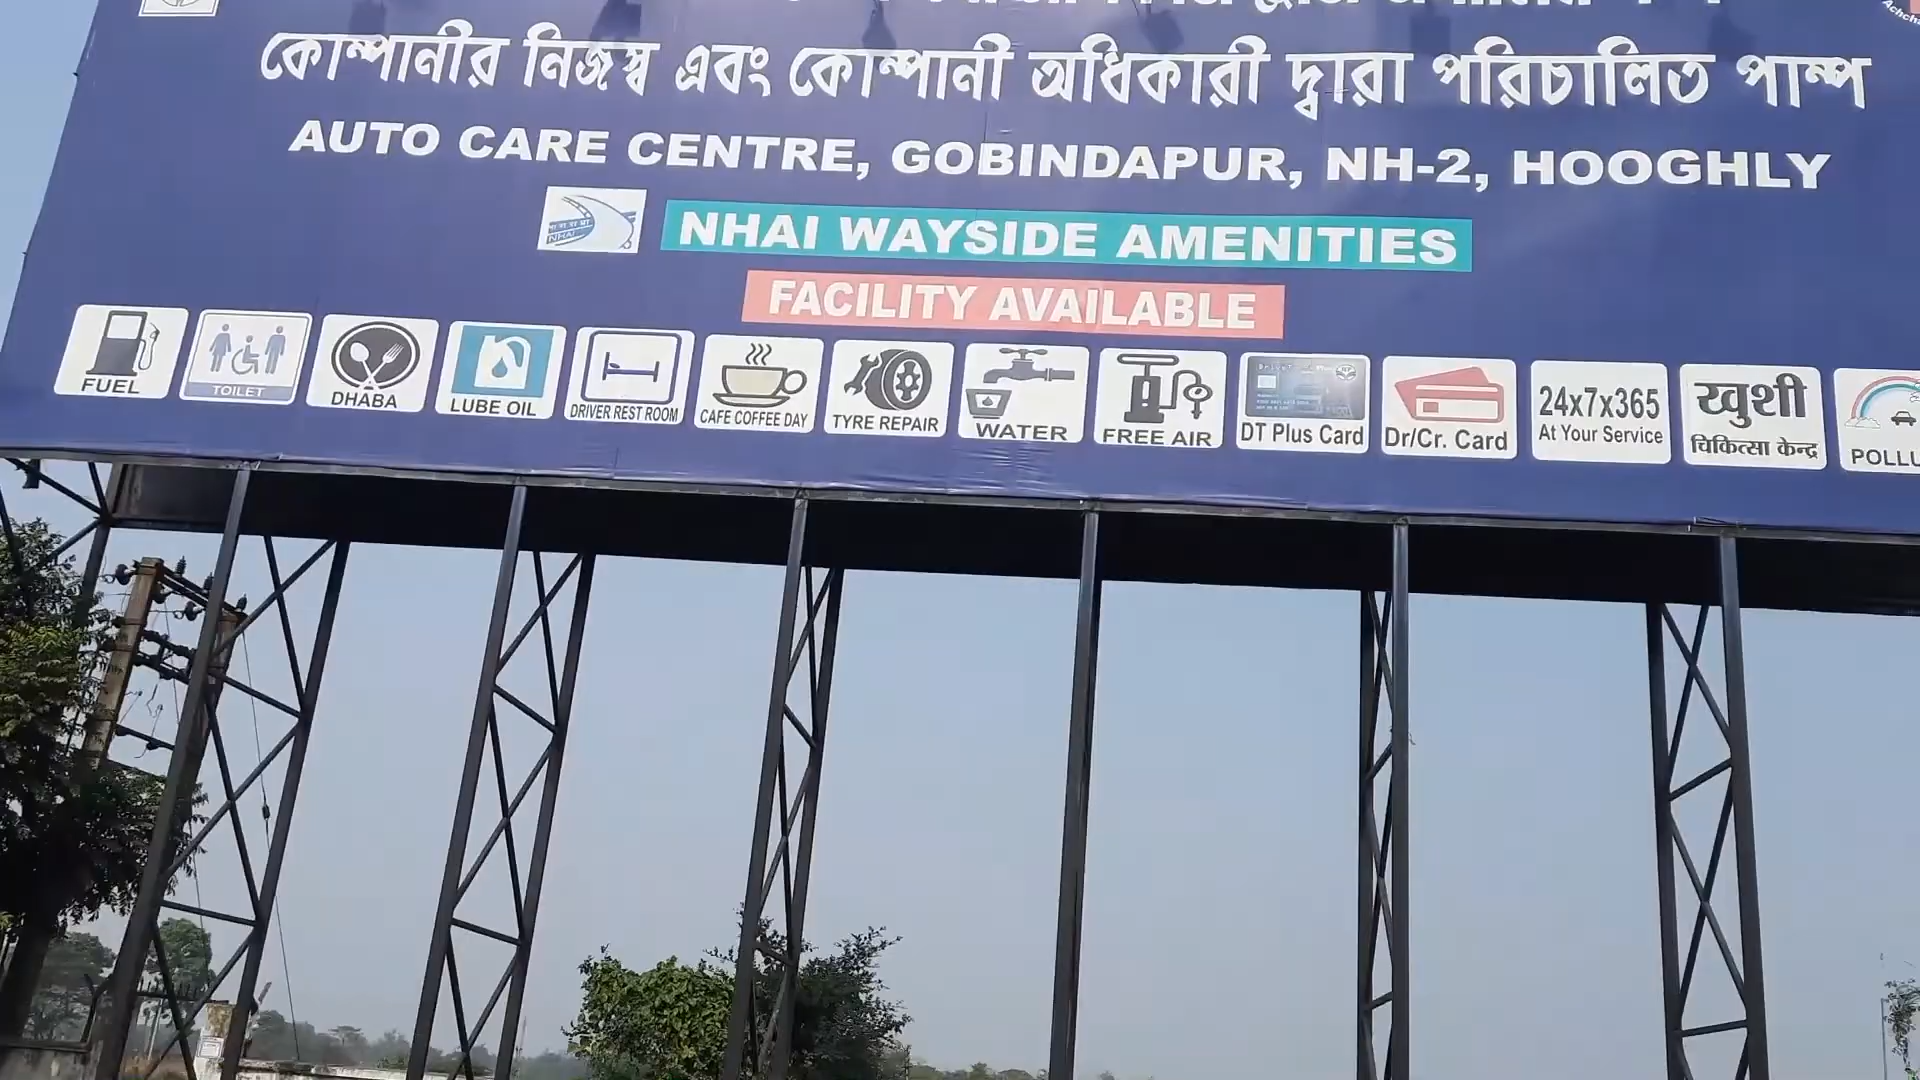 কোম্পানীর নিজস্ব এবং কোম্পানী অধিকারী দ্বারা পরিচালিত পাম্প
AUTO CARE CENTRE, GOBINDAPUR, NH-2, HOOGHLY
NHAI
NHAI WAYSIDE AMENITIES
FACILITY AVAILABLE
FUEL
TOILET
DHABA
LUBE OIL
DRIVER REST ROOM
CAFE COFFEE DAY
TYRE REPAIR
WATER
FREE AIR
DT Plus Card
Dr/Cr. Card
24x7x365
At Your Service
खुशी
चिकित्सा केन्द्र
POLLU